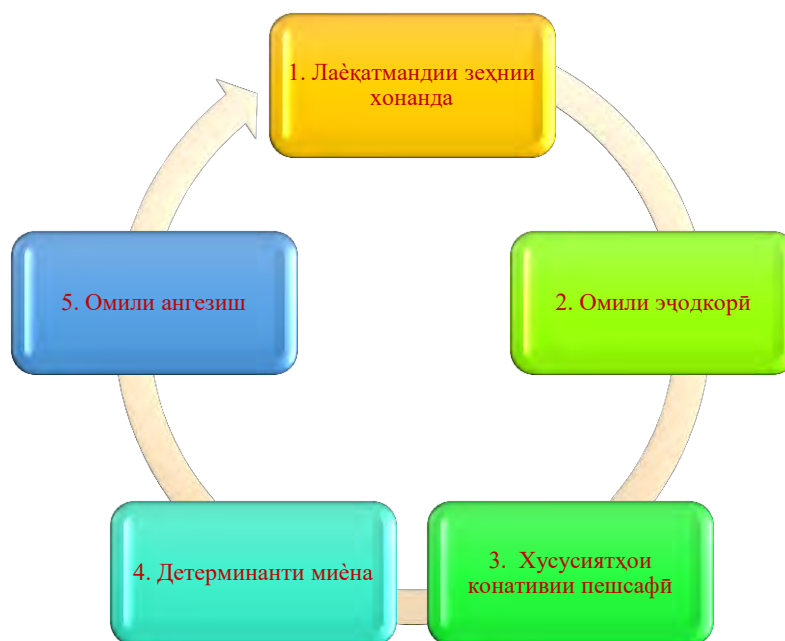 1. Лаѐқатмандии зеҳнии
хонанда
2. Омили эҷодкорӣ
3. Хусусиятҳои
конативии пешсафӣ
4. Детерминанти миѐна
5. Омили ангезиш